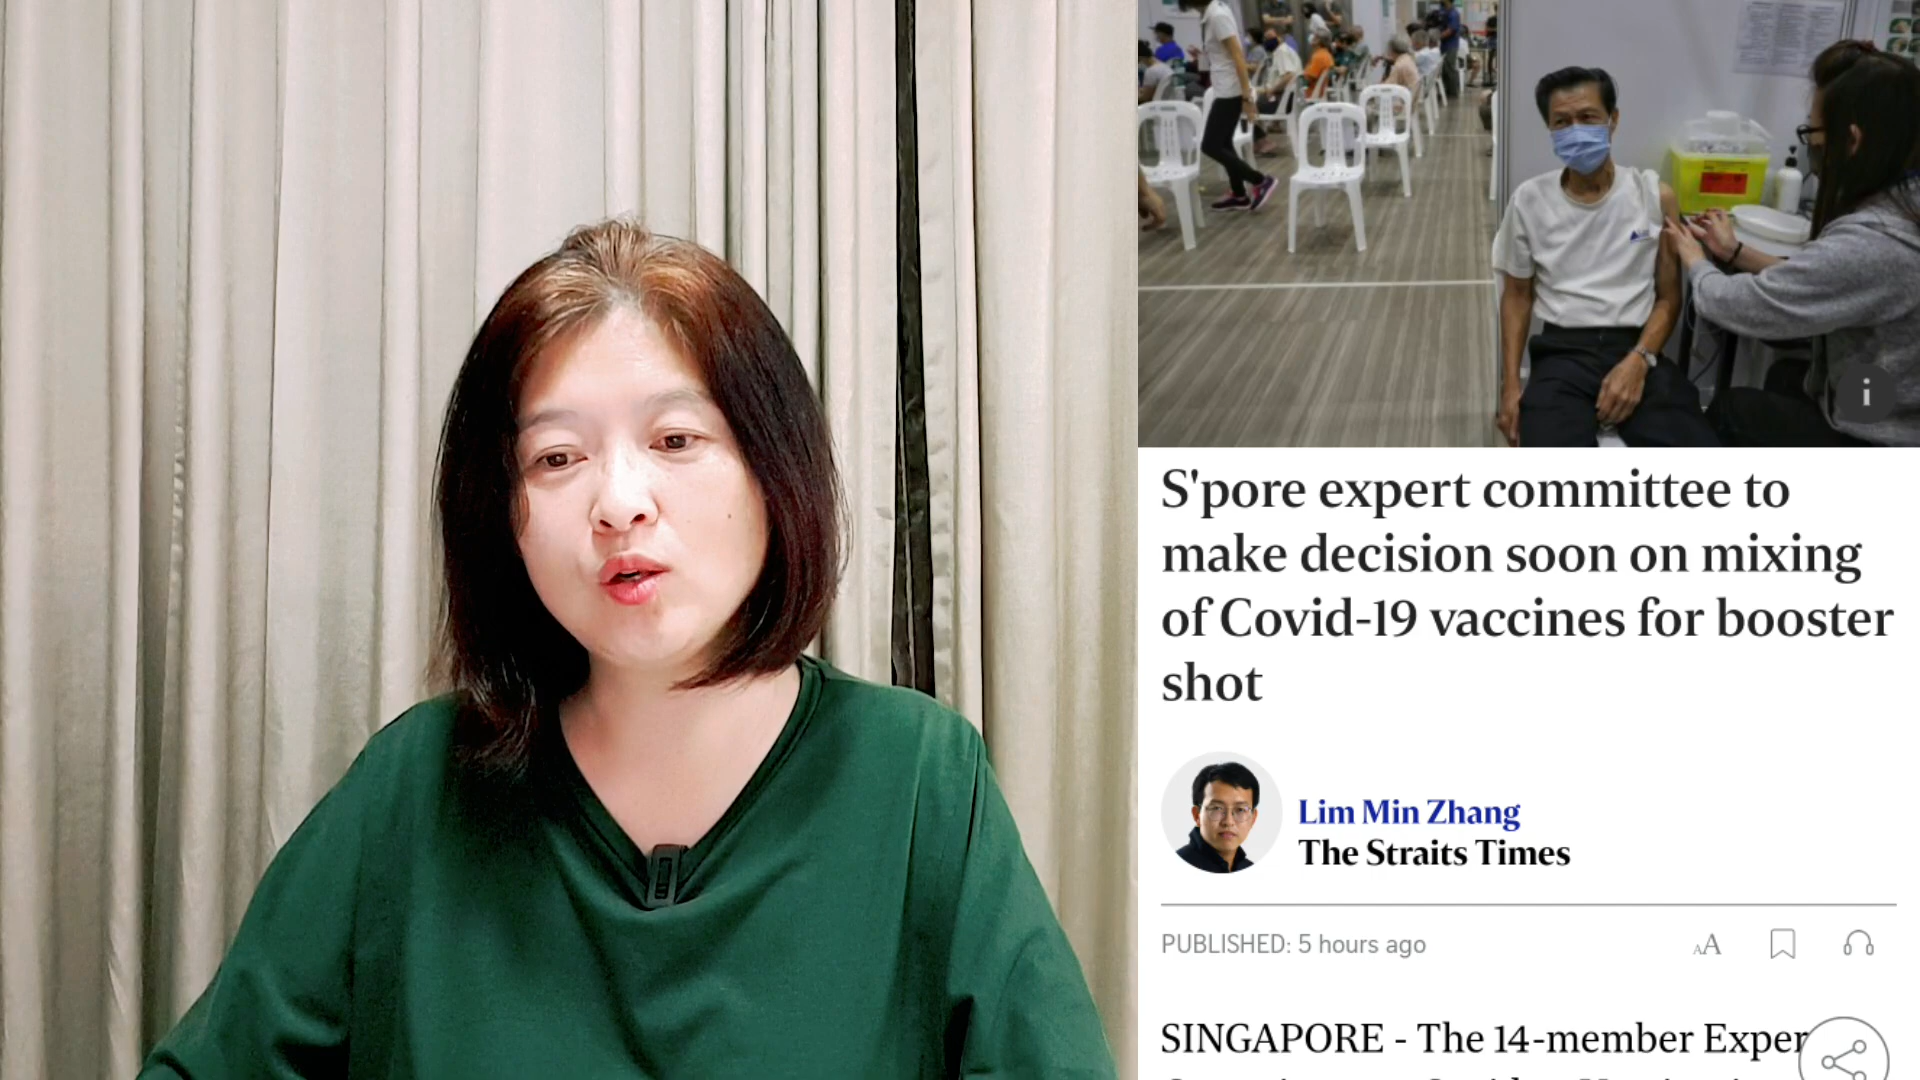 S'pore expert committee to
make decision soon on mixing
of Covid-19 vaccines for booster
shot
Lim Min Zhang
The Straits Times
PUBLISHED: 5 hours ago
AA
SINGAPORE - The 14-member Exper